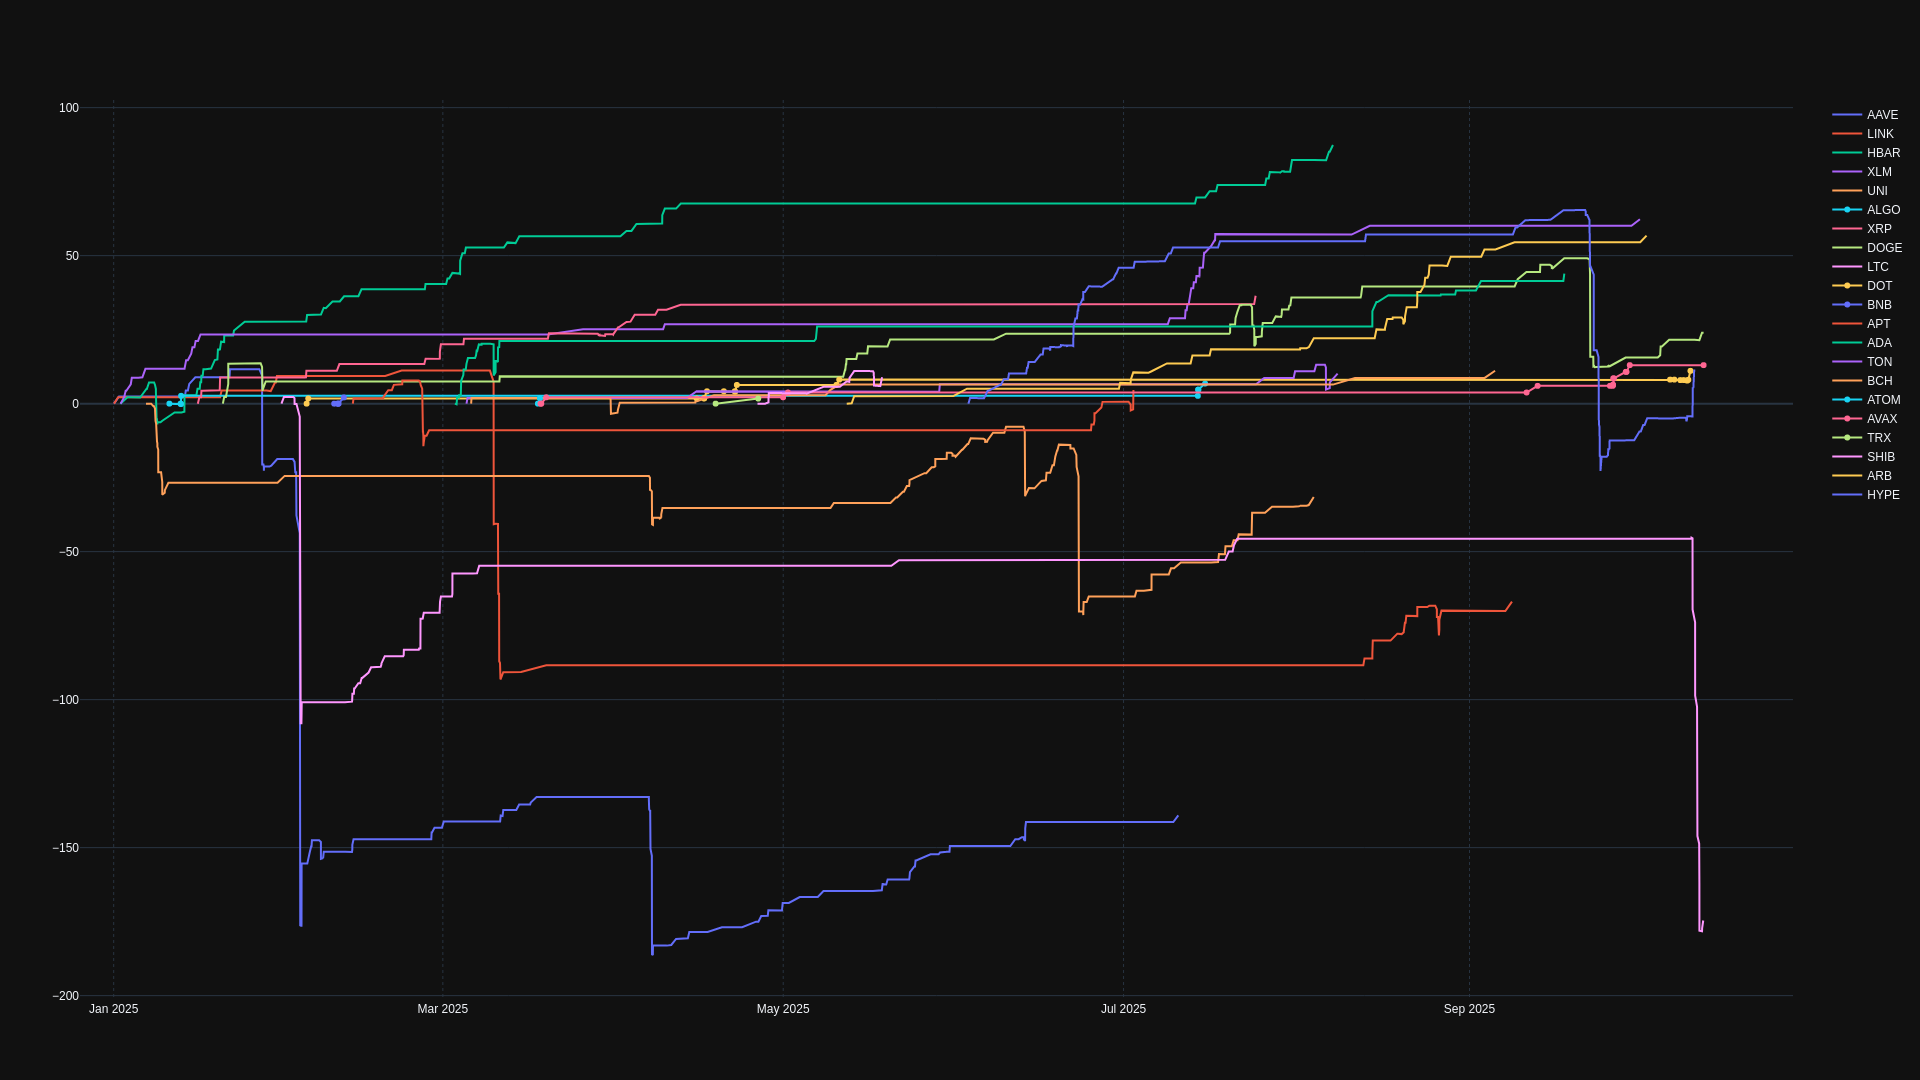 100
50
0
−50
−100
−150
−200
Jan 2025
Mar 2025
May 2025
Jul 2025
Sep 2025
AAVE
LINK
HBAR
XLM
UNI
ALGO
XRP
DOGE
LTC
DOT
BNB
APT
ADA
TON
BCH
ATOM
AVAX
TRX
SHIB
ARB
HYPE